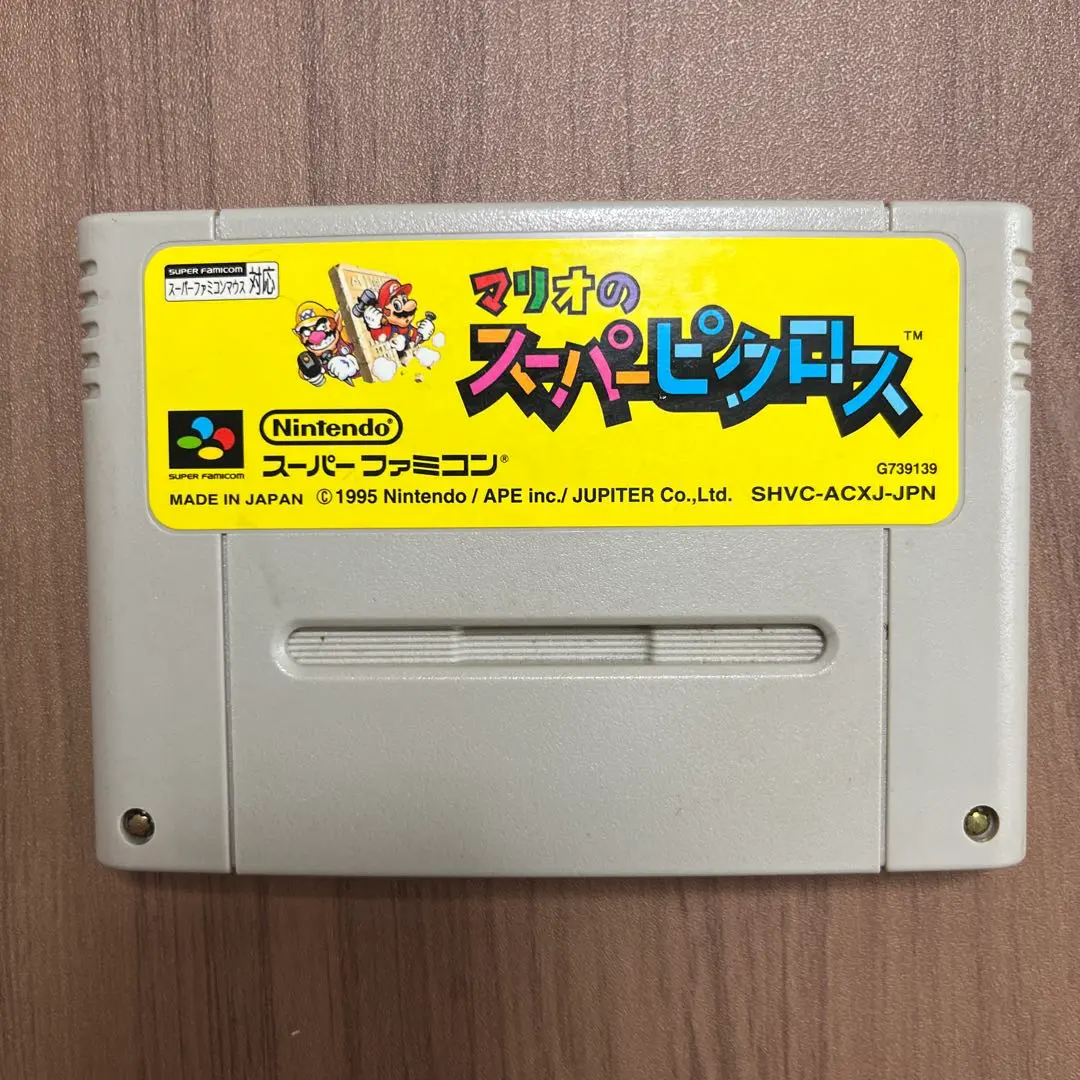 SUPER FAMICOM
スーパーファミコンマウス 対応
マリオの
スーパーピクロス™
SUPER FAMICOM
Nintendo®
スーパーファミコン®
G739139
MADE IN JAPAN © 1995 Nintendo / APE inc./ JUPITER Co.,Ltd. SHVC-ACXJ-JPN